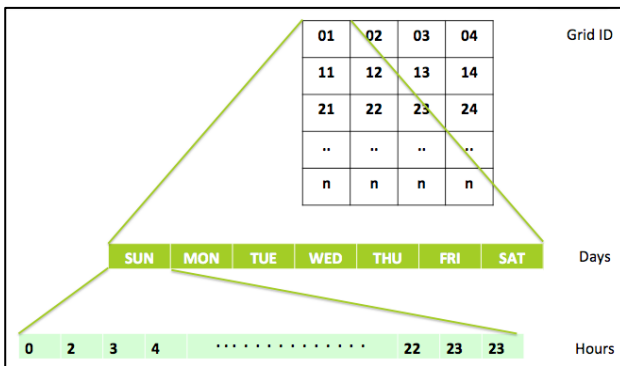 01 02 03 04 Grid ID
11 12 13 14
21 22 23 24
.. .. .. ..
n n n n
SUN MON TUE WED THU FRI SAT Days
0 2 3 4 .............. 22 23 23 Hours